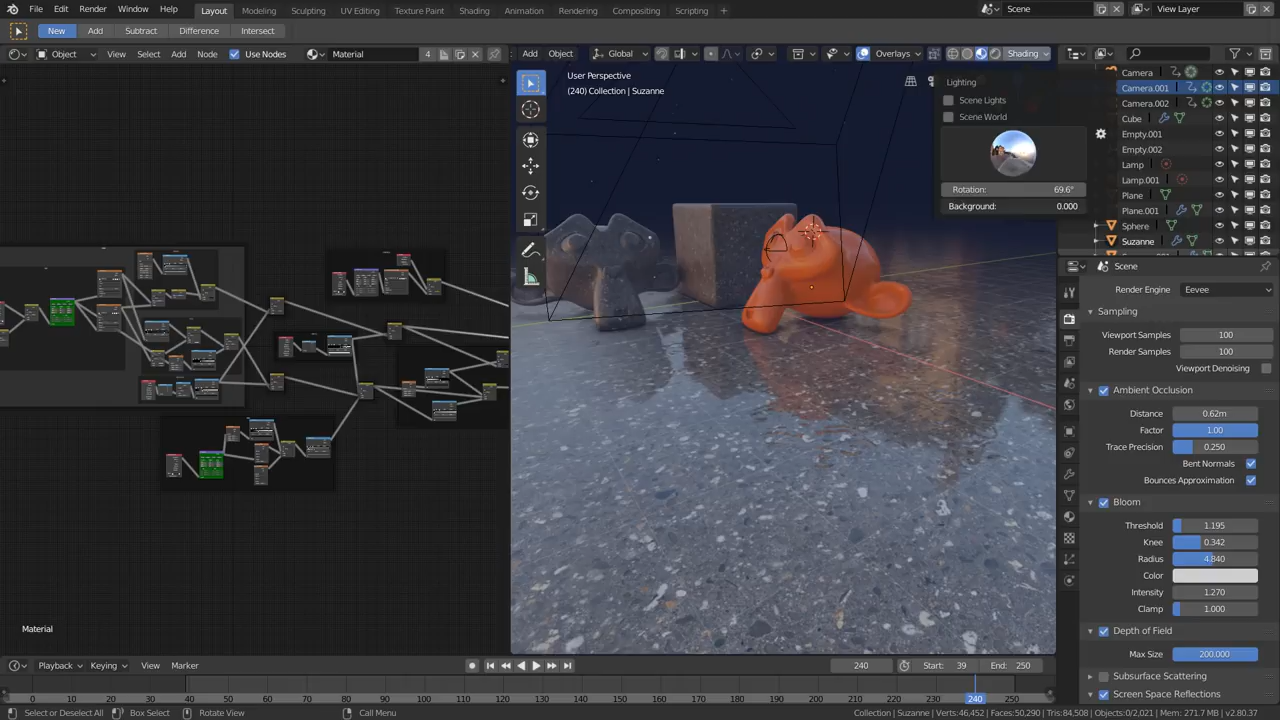 File Edit Render Window Help Layout Modeling Sculpting UV Editing Texture Paint Shading Animation Rendering Compositing Scripting + Scene View Layer
New Add Subtract Difference Intersect
Object View Select Add Node Use Nodes Material 4 Add Object Global Overlays Shading
User Perspective
(240) Collection | Suzanne
Lighting
Scene Lights
Scene World
Rotation: 69.6°
Background: 0.000
Camera
Camera.001
Camera.002
Cube
Empty.001
Empty.002
Lamp
Lamp.001
Plane
Plane.001
Sphere
Suzanne
Scene
Render Engine Eevee
Sampling
Viewport Samples 100
Render Samples 100
Viewport Denoising
Ambient Occlusion
Distance 0.62m
Factor 1.00
Trace Precision 0.250
Bent Normals
Bounces Approximation
Bloom
Threshold 1.195
Knee 0.342
Radius 4.840
Color
Intensity 1.270
Clamp 1.000
Depth of Field
Max Size 200.000
Subsurface Scattering
Screen Space Reflections
Material
Playback Keying View Marker 240 Start: 39 End: 250
0 10 20 30 40 50 60 70 80 90 100 110 120 130 140 150 160 170 180 190 200 210 220 230 240 250
Select or Deselect All Box Select Rotate View Call Menu Collection | Suzanne | Verts:46,452 | Faces:50,290 | Tris:84,508 | Objects:0/2,021 | Mem: 271.7 MB | v2.80.37